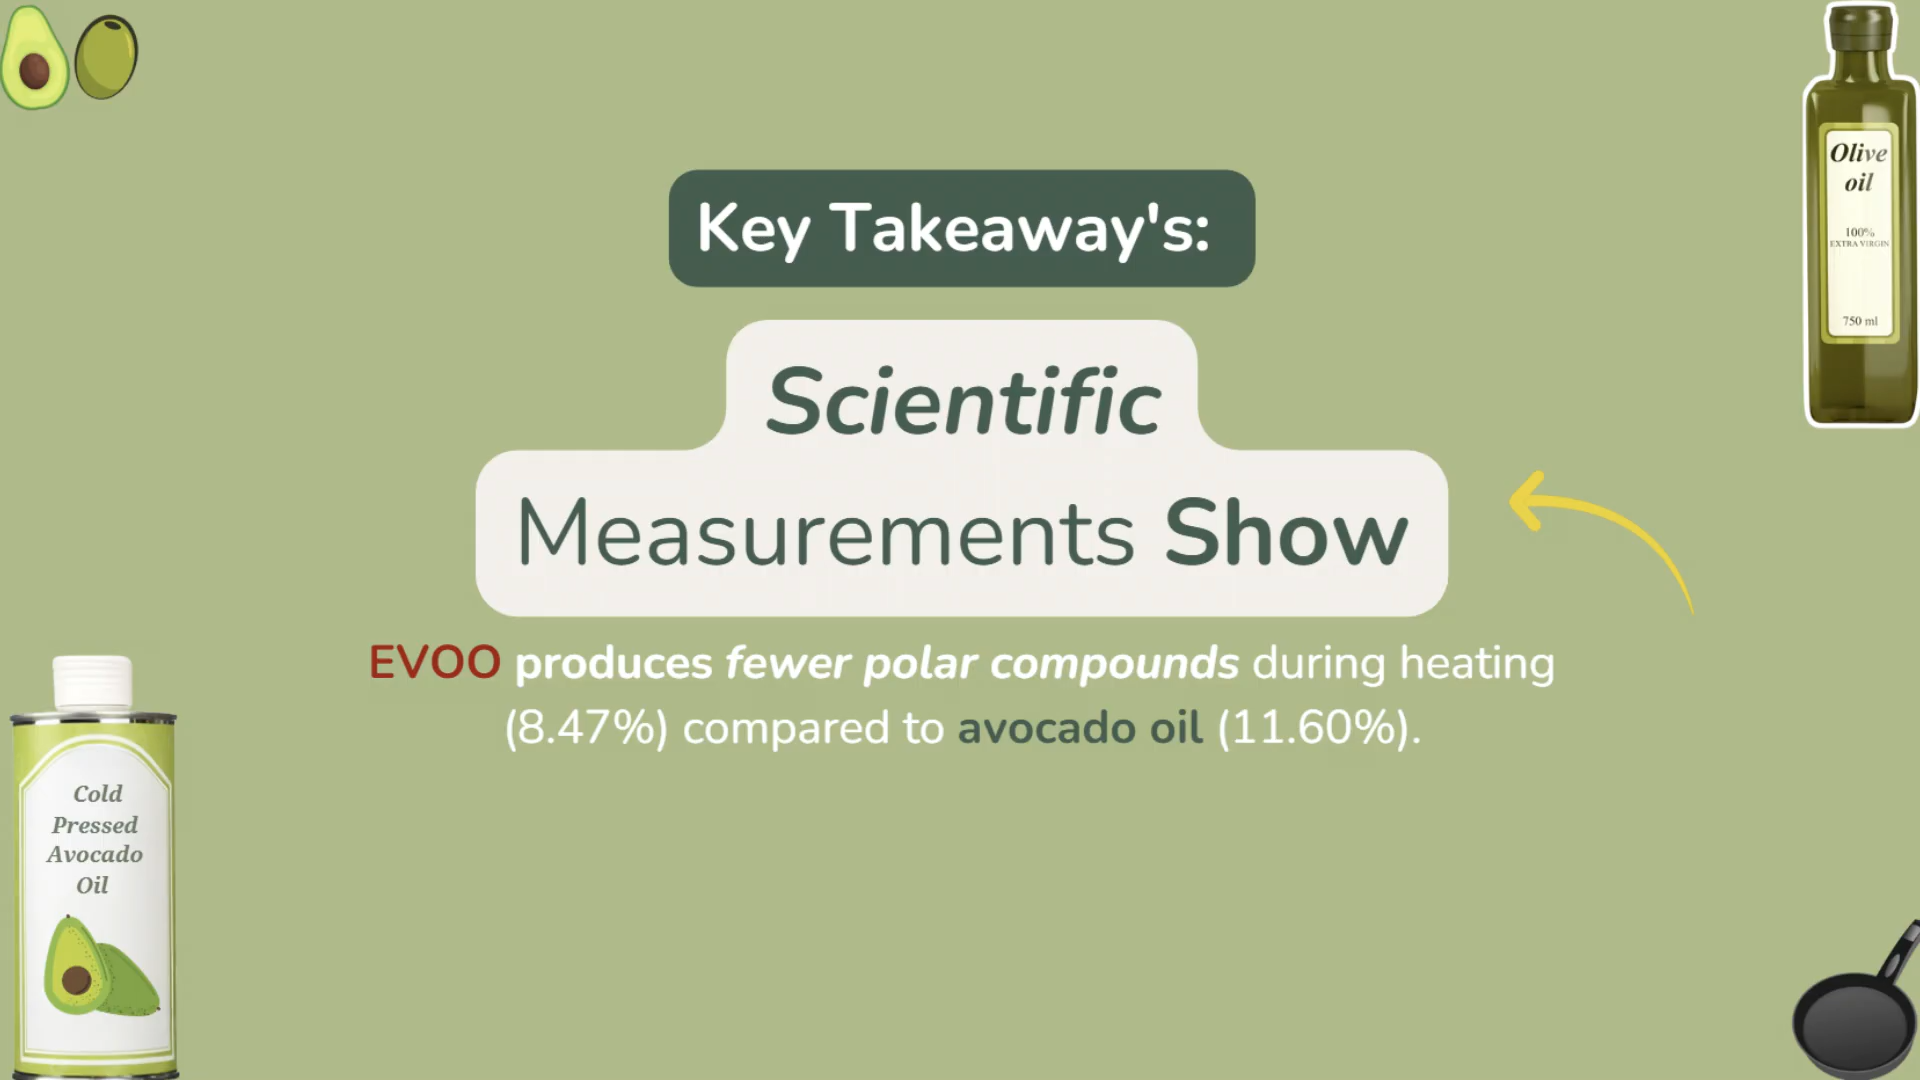 Key Takeaway's:
Scientific
Measurements Show
EVOO produces fewer polar compounds during heating
(8.47%) compared to avocado oil (11.60%).
Olive
oil
100%
EXTRA VIRGIN
750 ml
Cold
Pressed
Avocado
Oil